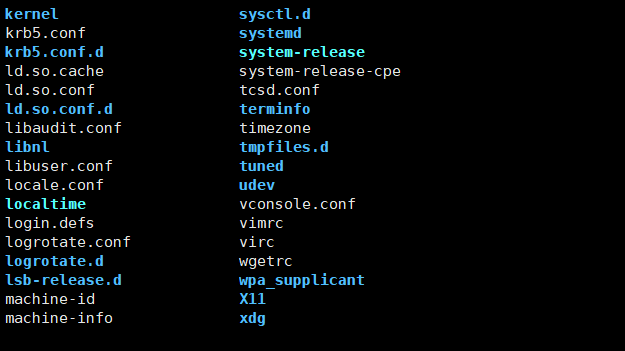 kernel sysctl.d
krb5.conf systemd
krb5.conf.d system-release
ld.so.cache system-release-cpe
ld.so.conf tcsd.conf
ld.so.conf.d terminfo
libaudit.conf timezone
libnl tmpfiles.d
libuser.conf tuned
locale.conf udev
localtime vconsole.conf
login.defs vimrc
logrotate.conf virc
logrotate.d wgetrc
lsb-release.d wpa_supplicant
machine-id X11
machine-info xdg